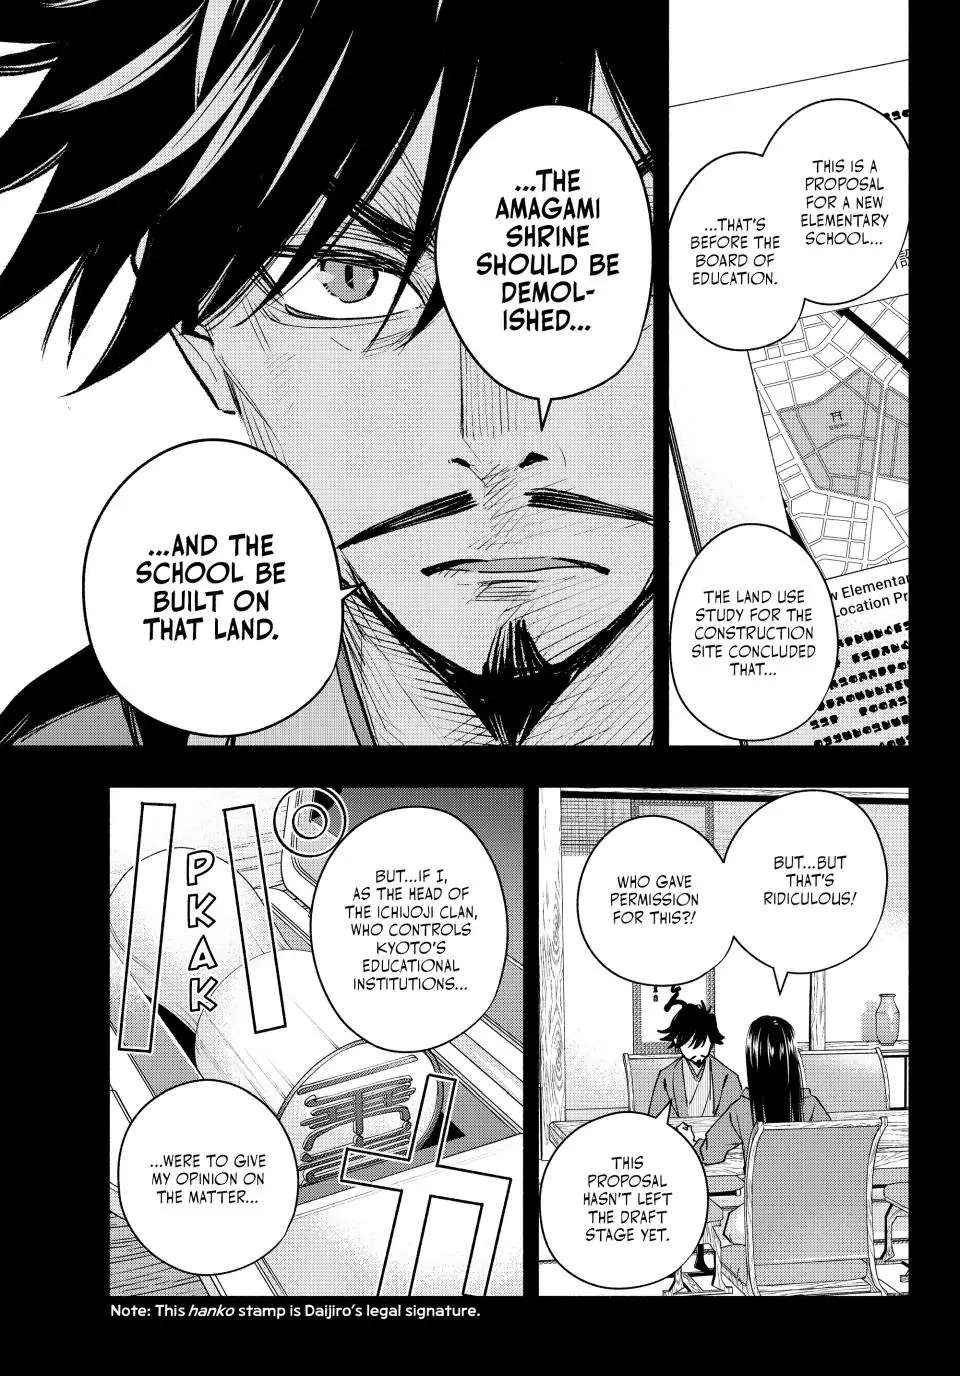 THIS IS A
PROPOSAL
FOR A NEW
ELEMENTARY
SCHOOL...
...THAT'S
BEFORE THE
BOARD OF
EDUCATION.
THE LAND USE
STUDY FOR THE
CONSTRUCTION
SITE CONCLUDED
THAT...
w Elementar
Location Pr
...THE
AMAGAMI
SHRINE
SHOULD BE
DEMOL-
ISHED...
...AND THE
SCHOOL BE
BUILT ON
THAT LAND.
BUT...BUT
THAT'S
RIDICULOUS!
WHO GAVE
PERMISSION
FOR THIS?!
THIS
PROPOSAL
HASN'T LEFT
THE DRAFT
STAGE YET.
BUT...IF I,
AS THE HEAD OF
THE ICHIJOJI CLAN,
WHO CONTROLS
KYOTO'S
EDUCATIONAL
INSTITUTIONS...
PKAK
...WERE TO GIVE
MY OPINION ON
THE MATTER...
Note: This hanko stamp is Daijiro's legal signature.